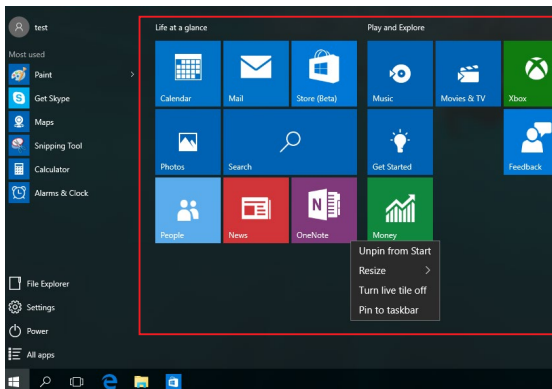 test
Most used
Paint
Get Skype
Maps
Snipping Tool
Calculator
Alarms & Clock
File Explorer
Settings
Power
All apps
Life at a glance
Calendar
Mail
Store (Beta)
Photos
Search
People
News
OneNote
Play and Explore
Music
Movies & TV
Xbox
Get Started
Feedback
Money
Unpin from Start
Resize
Turn live tile off
Pin to taskbar